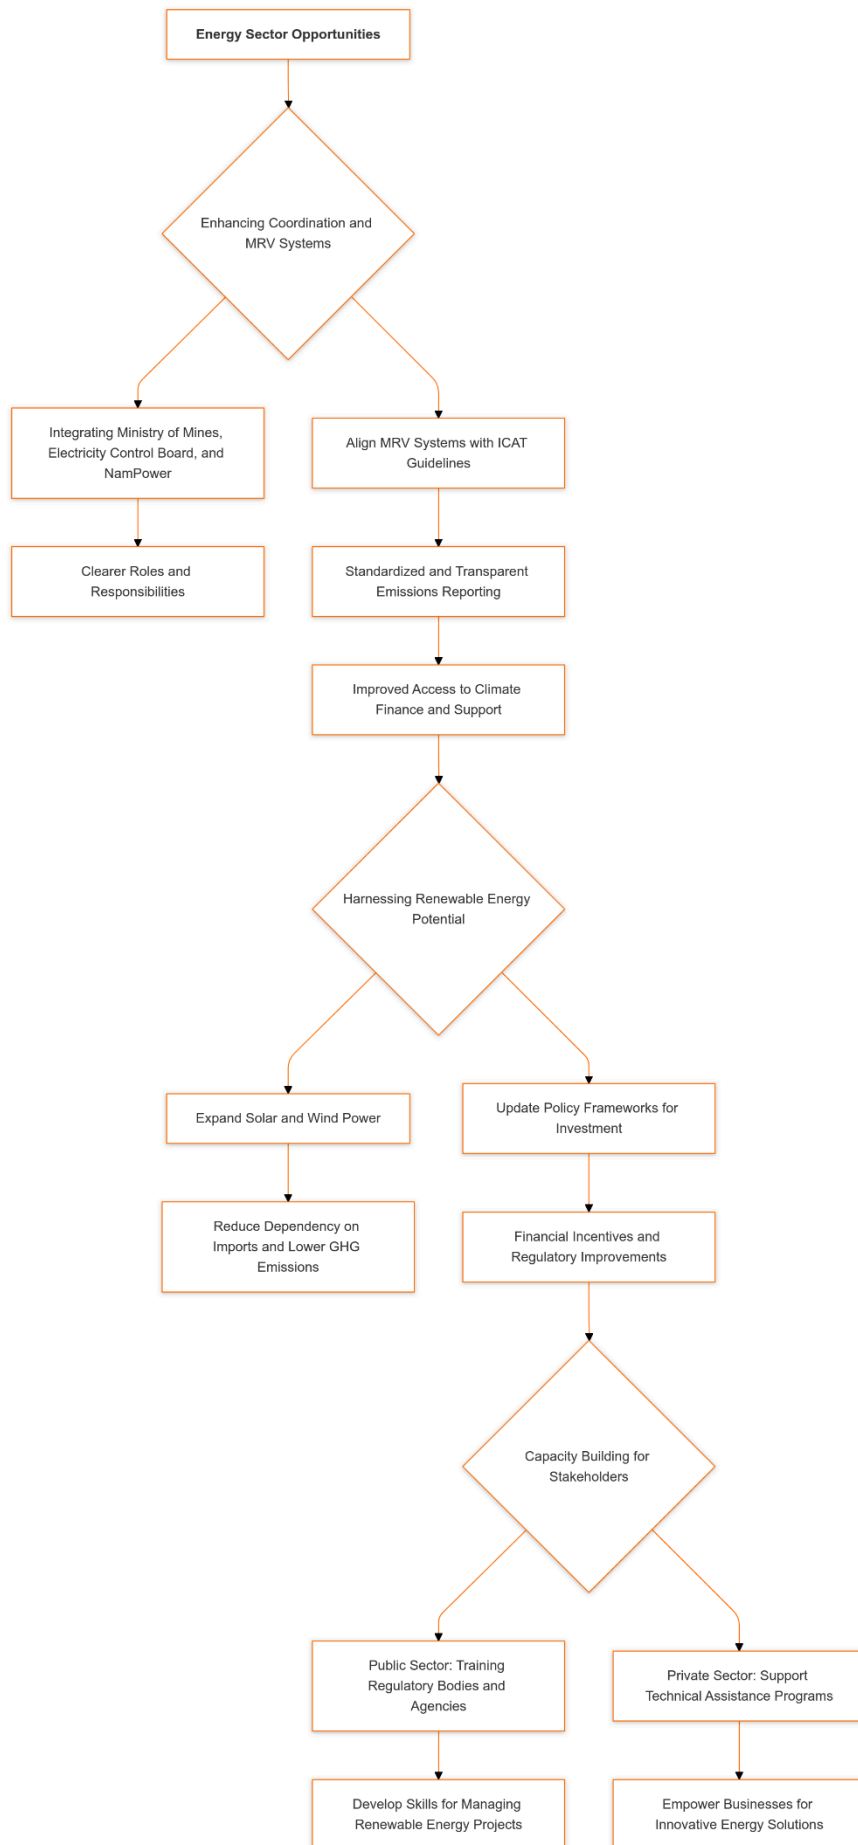 Energy Sector Opportunities
Enhancing Coordination and
MRV Systems
Integrating Ministry of Mines,
Electricity Control Board, and
NamPower
Align MRV Systems with ICAT
Guidelines
Clearer Roles and
Responsibilities
Standardized and Transparent
Emissions Reporting
Improved Access to Climate
Finance and Support
Harnessing Renewable Energy
Potential
Expand Solar and Wind Power
Update Policy Frameworks for
Investment
Reduce Dependency on
Imports and Lower GHG
Emissions
Financial Incentives and
Regulatory Improvements
Capacity Building for
Stakeholders
Public Sector: Training
Regulatory Bodies and
Agencies
Private Sector: Support
Technical Assistance Programs
Develop Skills for Managing
Renewable Energy Projects
Empower Businesses for
Innovative Energy Solutions